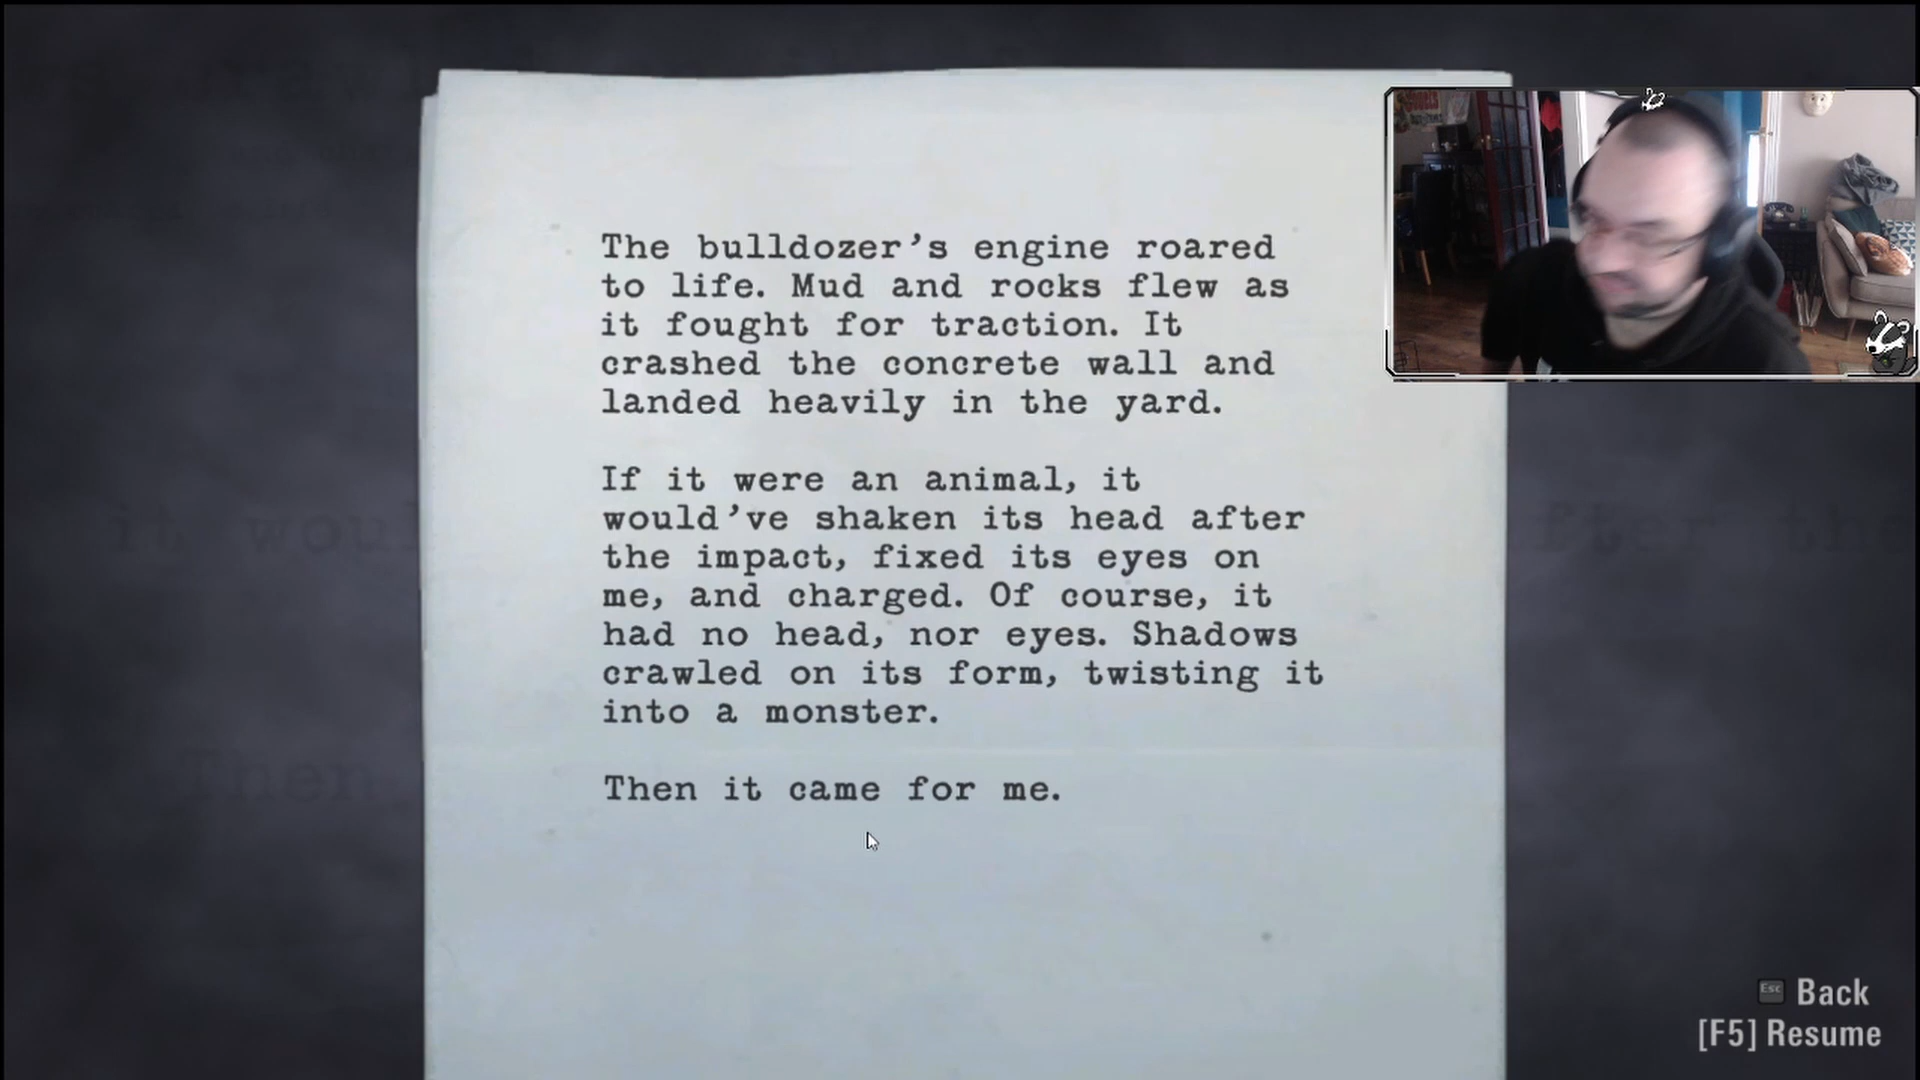 The bulldozer’s engine roared
to life. Mud and rocks flew as
it fought for traction. It
crashed the concrete wall and
landed heavily in the yard.
If it were an animal, it
would’ve shaken its head after
the impact, fixed its eyes on
me, and charged. Of course, it
had no head, nor eyes. Shadows
crawled on its form, twisting it
into a monster.
Then it came for me.
Esc Back
[F5] Resume